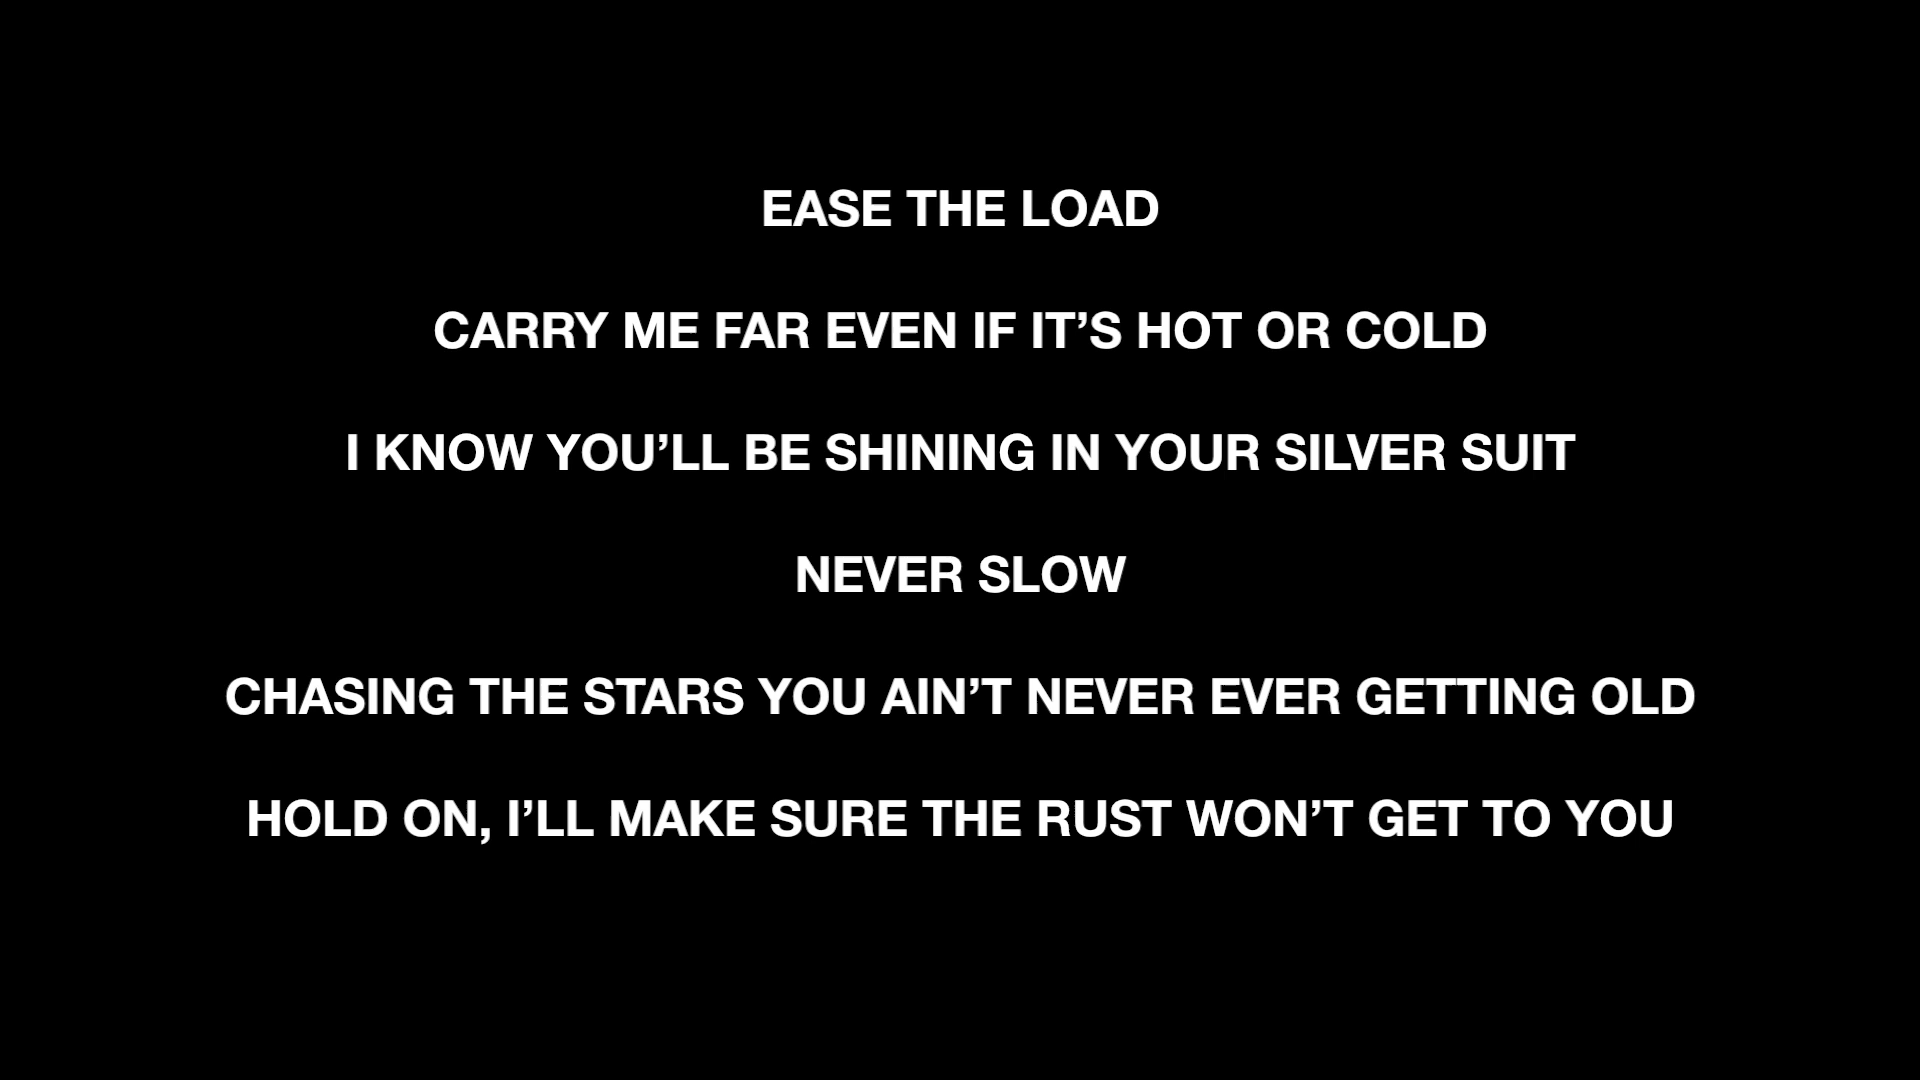 EASE THE LOAD
CARRY ME FAR EVEN IF IT’S HOT OR COLD
I KNOW YOU’LL BE SHINING IN YOUR SILVER SUIT
NEVER SLOW
CHASING THE STARS YOU AIN’T NEVER EVER GETTING OLD
HOLD ON, I’LL MAKE SURE THE RUST WON’T GET TO YOU